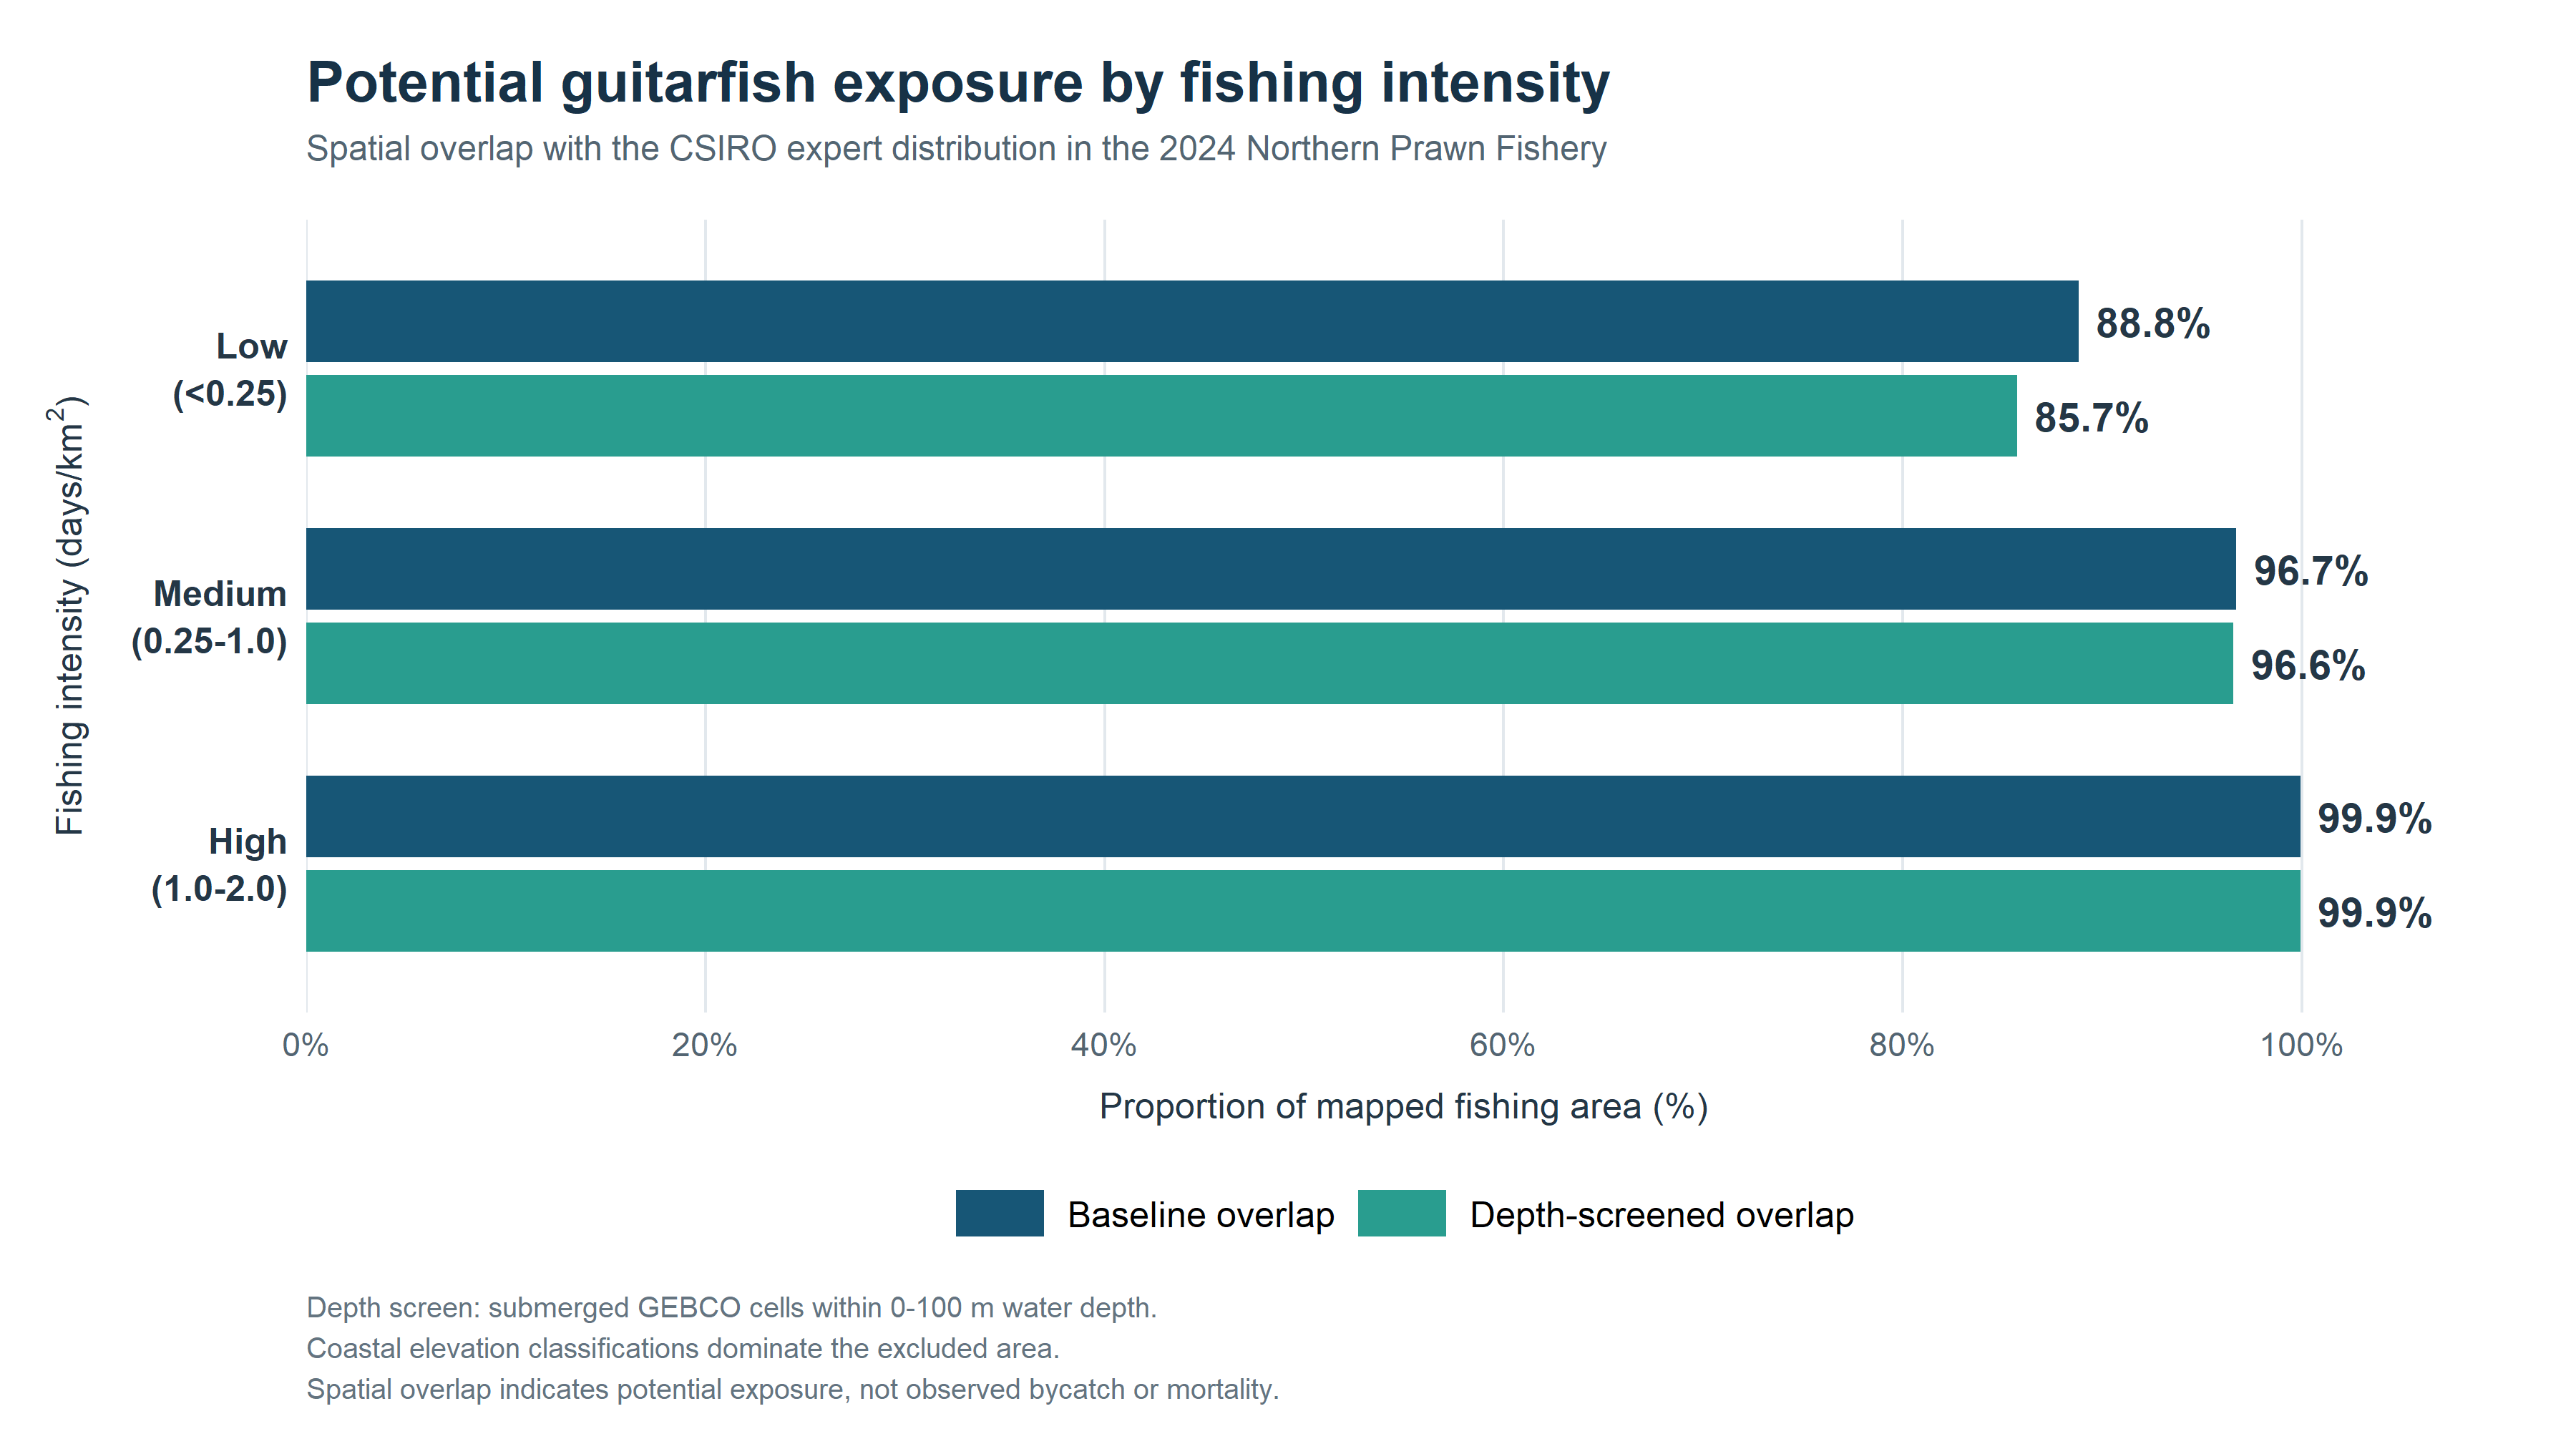 Potential guitarfish exposure by fishing intensity
Spatial overlap with the CSIRO expert distribution in the 2024 Northern Prawn Fishery
Fishing intensity (days/km²)
Low
(<0.25)
88.8%
85.7%
Medium
(0.25-1.0)
96.7%
96.6%
High
(1.0-2.0)
99.9%
99.9%
0% 20% 40% 60% 80% 100%
Proportion of mapped fishing area (%)
Baseline overlap Depth-screened overlap
Depth screen: submerged GEBCO cells within 0-100 m water depth.
Coastal elevation classifications dominate the excluded area.
Spatial overlap indicates potential exposure, not observed bycatch or mortality.